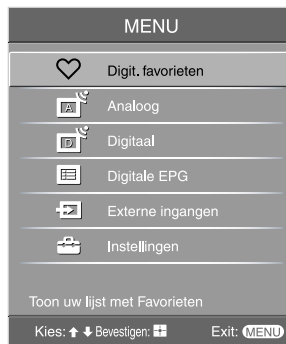 MENU
Digit. favorieten
A Analoog
D Digitaal
Digitale EPG
Externe ingangen
Instellingen
Toon uw lijst met Favorieten
Kies: Bevestigen: Exit: MENU